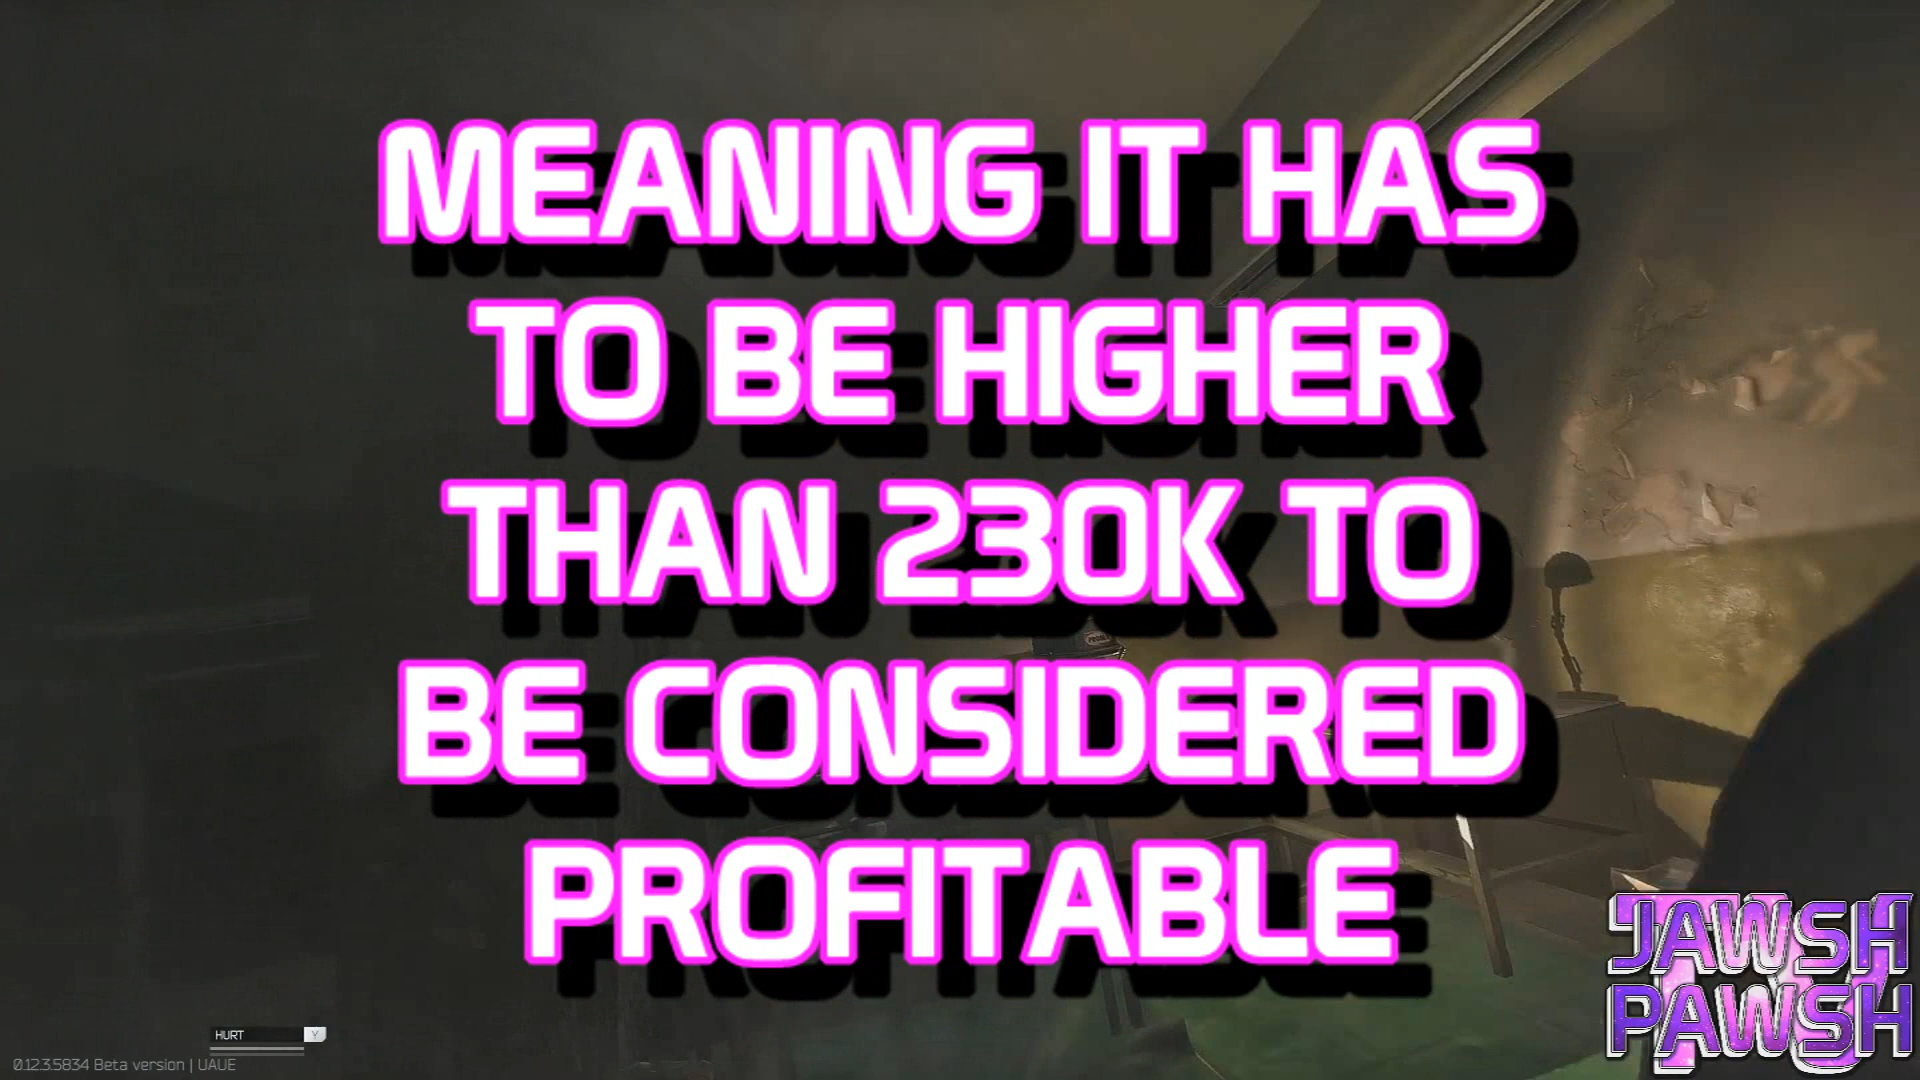 MEANING IT HAS
TO BE HIGHER
THAN 230K TO
BE CONSIDERED
PROFITABLE
JAWSH
PAWSH
HURT Y
0.12.3.5834 Beta version | UAUE